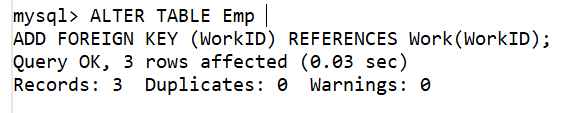 mysql> ALTER TABLE Emp
ADD FOREIGN KEY (WorkID) REFERENCES Work(WorkID);
Query OK, 3 rows affected (0.03 sec)
Records: 3  Duplicates: 0  Warnings: 0